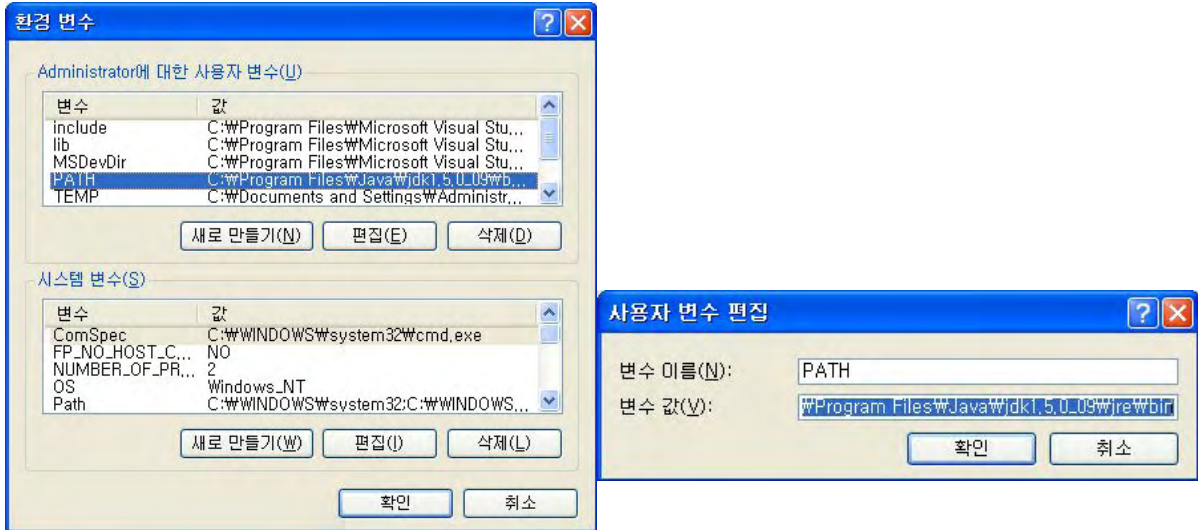 환경 변수
Administrator에 대한 사용자 변수(U)
변수 값
include C:₩Program Files₩Microsoft Visual Stu...
lib C:₩Program Files₩Microsoft Visual Stu...
MSDevDir C:₩Program Files₩Microsoft Visual Stu...
PATH C:₩Program Files₩Java₩jdk1.5.0_09₩b...
TEMP C:₩Documents and Settings₩Administr...
새로 만들기(N) 편집(E) 삭제(D)
시스템 변수(S)
변수 값
ComSpec C:₩WINDOWS₩system32₩cmd.exe
FP_NO_HOST_C... NO
NUMBER_OF_PR... 2
OS Windows_NT
Path C:₩WINDOWS₩system32;C:₩WINDOWS...
새로 만들기(W) 편집(I) 삭제(L)
확인 취소
사용자 변수 편집
변수 이름(N): PATH
변수 값(V): ₩Program Files₩Java₩jdk1.5.0_09₩jre₩bin
확인 취소